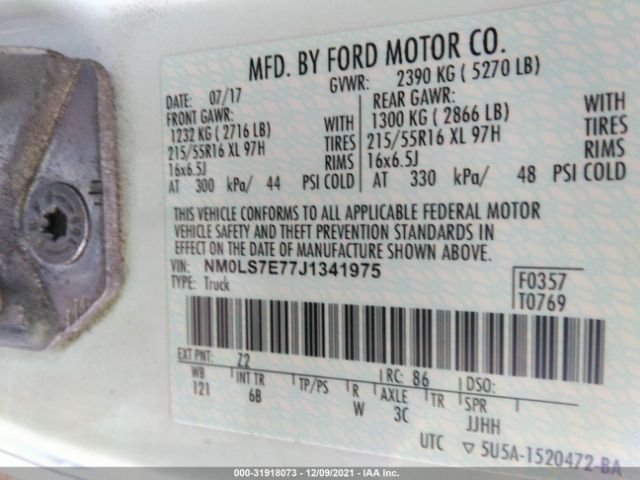 MFD. BY FORD MOTOR CO.
DATE: 07/17 GVWR: 2390 KG ( 5270 LB)
FRONT GAWR: REAR GAWR:
1232 KG ( 2716 LB) WITH 1300 KG ( 2866 LB) WITH
215/55R16 XL 97H TIRES 215/55R16 XL 97H TIRES
16x6.5J RIMS 16x6.5J RIMS
AT 300 kPa/ 44 PSI COLD AT 330 kPa/ 48 PSI COLD
THIS VEHICLE CONFORMS TO ALL APPLICABLE FEDERAL MOTOR
VEHICLE SAFETY AND THEFT PREVENTION STANDARDS IN
EFFECT ON THE DATE OF MANUFACTURE SHOWN ABOVE.
VIN: NM0LS7E77J1341975 F0357
TYPE: Truck T0769
EXT PNT: Z2 RC: 86 DSO:
WB INT TR TP/PS R AXLE TR SPR
121 6B W 3C JJHH
UTC ▽ 5U5A-1520472-BA
000-31918073 - 12/09/2021 - IAA Inc.